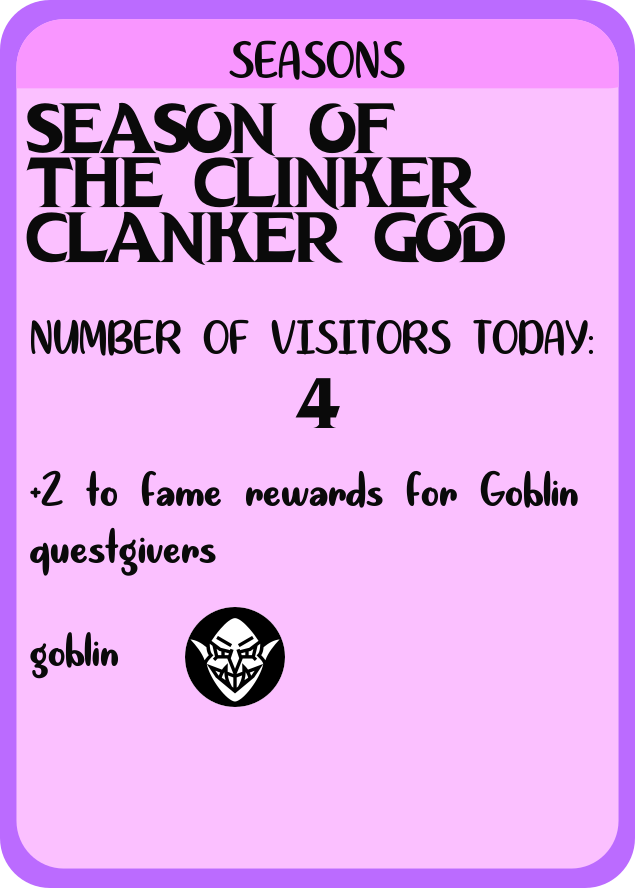 SEASONS
SEASON OF
THE CLINKER
CLANKER GOD
NUMBER OF VISITORS TODAY:
4
+2 to fame rewards for Goblin
questgivers
goblin